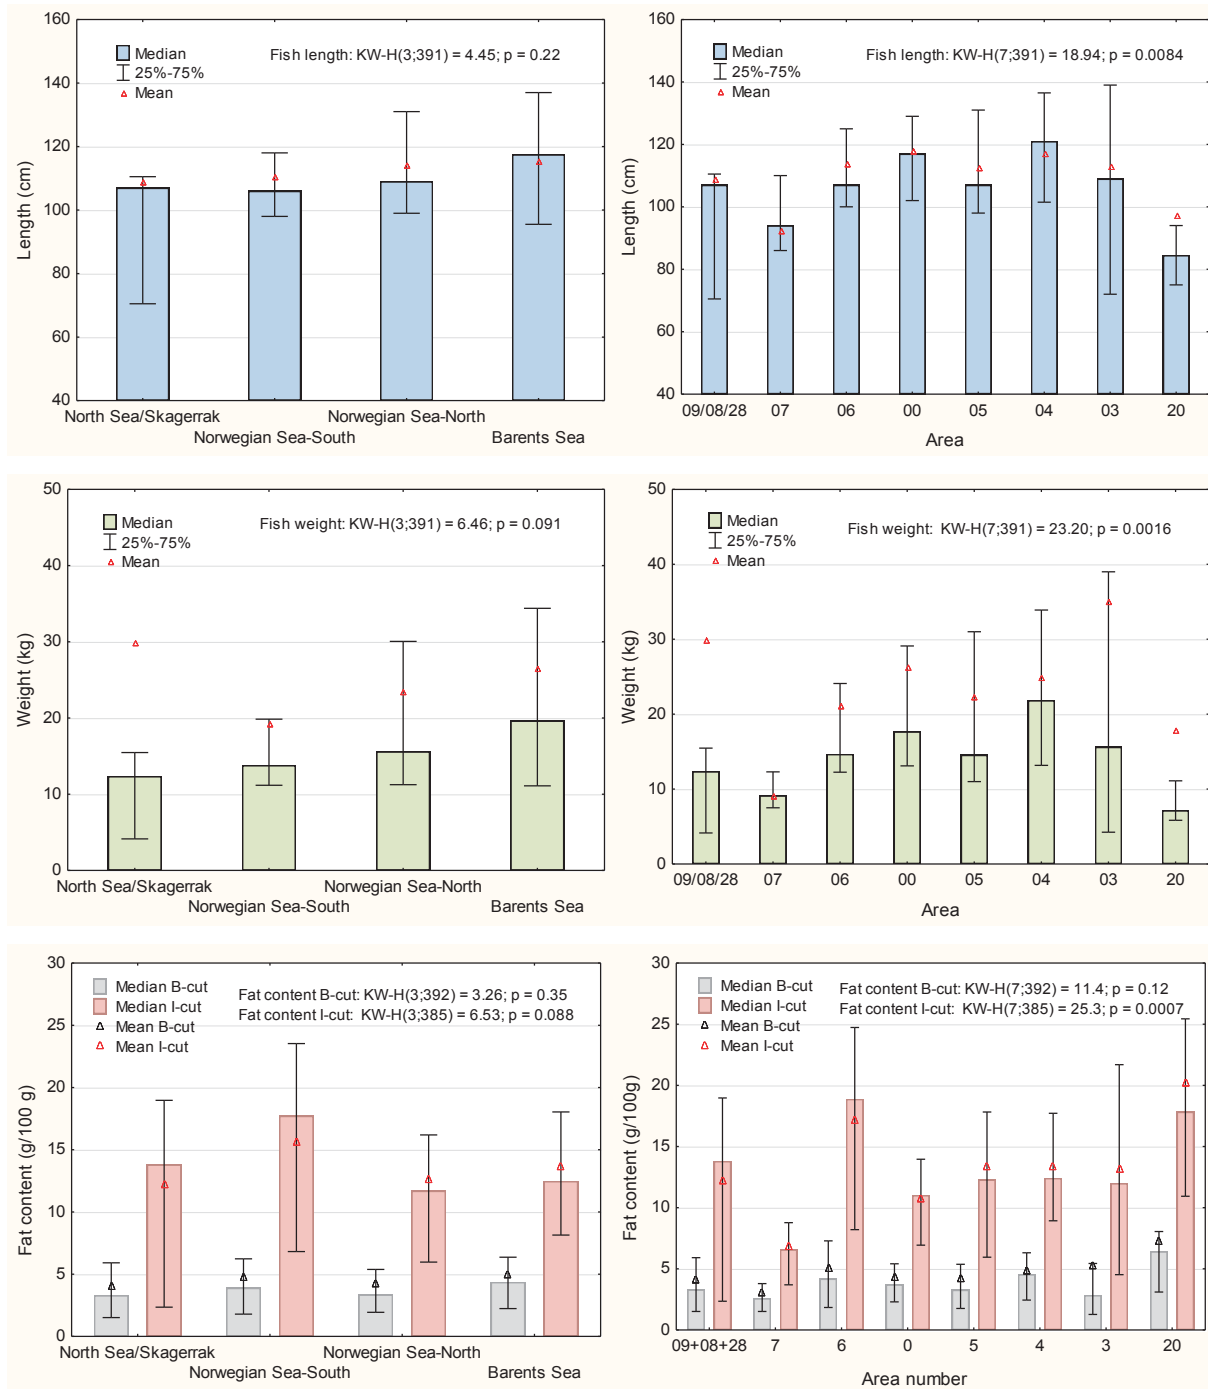 160
140
120
100
80
60
40
Length (cm)
Median
25%-75%
Mean
Fish length: KW-H(3;391) = 4.45; p = 0.22
North Sea/Skagerrak
Norwegian Sea-North
Norwegian Sea-South
Barents Sea
160
140
120
100
80
60
40
Length (cm)
Median
25%-75%
Mean
Fish length: KW-H(7;391) = 18.94; p = 0.0084
09/08/28 07 06 00 05 04 03 20
Area
50
40
30
20
10
0
Weight (kg)
Median
25%-75%
Mean
Fish weight: KW-H(3;391) = 6.46; p = 0.091
North Sea/Skagerrak
Norwegian Sea-North
Norwegian Sea-South
Barents Sea
50
40
30
20
10
0
Weight (kg)
Median
25%-75%
Mean
Fish weight: KW-H(7;391) = 23.20; p = 0.0016
09/08/28 07 06 00 05 04 03 20
Area
30
25
20
15
10
5
0
Fat content (g/100 g)
Median B-cut
Median I-cut
Mean B-cut
Mean I-cut
Fat content B-cut: KW-H(3;392) = 3.26; p = 0.35
Fat content I-cut: KW-H(3;385) = 6.53; p = 0.088
North Sea/Skagerrak
Norwegian Sea-North
Norwegian Sea-South
Barents Sea
30
25
20
15
10
5
0
Fat content (g/100g)
Median B-cut
Median I-cut
Mean B-cut
Mean I-cut
Fat content B-cut: KW-H(7;392) = 11.4; p = 0.12
Fat content I-cut: KW-H(7;385) = 25.3; p = 0.0007
09+08+28 7 6 0 5 4 3 20
Area number